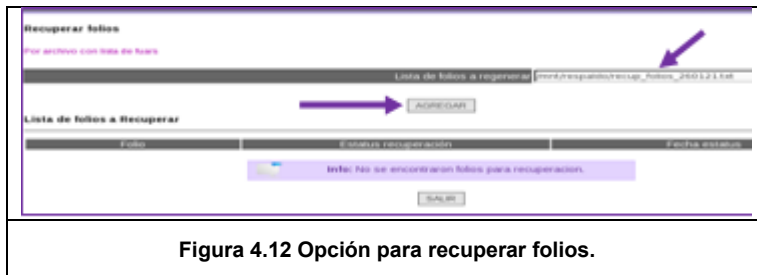 Recuperar folios
Por archivo con lista de fuars
Lista de folios a regenerar /mnt/respaldo/recup_folios_260121.txt
AGREGAR
Lista de folios a Recuperar
Folio Estatus recuperación Fecha estatus
Info: No se encontraron folios para recuperacion.
SALIR
Figura 4.12 Opción para recuperar folios.